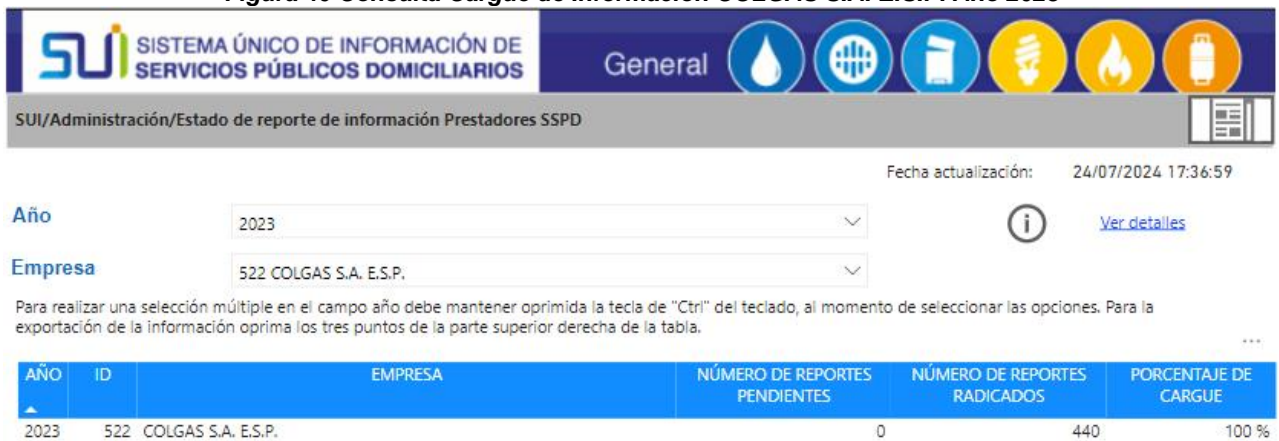 SUI SISTEMA ÚNICO DE INFORMACIÓN DE
SERVICIOS PÚBLICOS DOMICILIARIOS
General
SUI/Administración/Estado de reporte de información Prestadores SSPD
Fecha actualización: 24/07/2024 17:36:59
Año 2023 Ver detalles
Empresa 522 COLGAS S.A. E.S.P.
Para realizar una selección múltiple en el campo año debe mantener oprimida la tecla de "Ctrl" del teclado, al momento de seleccionar las opciones. Para la
exportación de la información oprima los tres puntos de la parte superior derecha de la tabla.
AÑO ID EMPRESA NÚMERO DE REPORTES PENDIENTES NÚMERO DE REPORTES RADICADOS PORCENTAJE DE CARGUE
2023 522 COLGAS S.A. E.S.P. 0 440 100 %